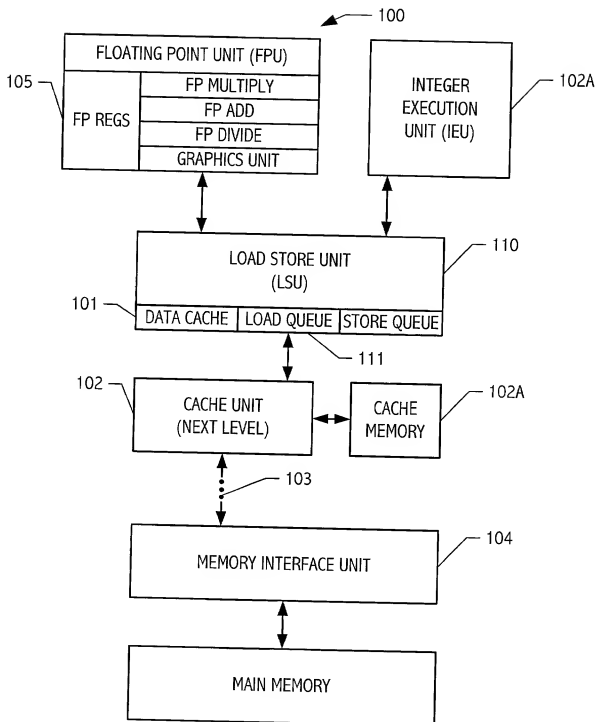 100
FLOATING POINT UNIT (FPU)
105
FP REGS
FP MULTIPLY
FP ADD
FP DIVIDE
GRAPHICS UNIT
INTEGER
EXECUTION
UNIT (IEU)
102A
LOAD STORE UNIT
(LSU)
110
101
DATA CACHE
LOAD QUEUE
STORE QUEUE
111
102
CACHE UNIT
(NEXT LEVEL)
CACHE
MEMORY
102A
103
MEMORY INTERFACE UNIT
104
MAIN MEMORY